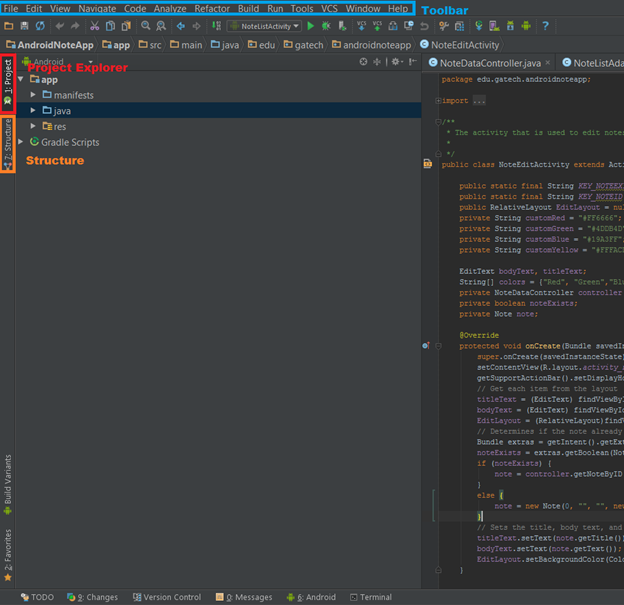 File Edit View Navigate Code Analyze Refactor Build Run Tools VCS Window Help Toolbar
NoteListActivity
AndroidNoteApp app src main java edu gatech androidnoteapp NoteEditActivity
1: Project
Android
Project Explorer
app
manifests
java
res
Gradle Scripts
7: Structure
Structure
Build Variants
2: Favorites
NoteDataController.java NoteListAda
package edu.gatech.androidnoteapp;
import ...
/**
* The activity that is used to edit notes
*
*/
public class NoteEditActivity extends Action
public static final String KEY_NOTEEX
public static final String KEY_NOTEID
public RelativeLayout EditLayout = nul
private String customRed = "#FF6666";
private String customGreen = "#4DDB4D"
private String customBlue = "#19A3FF";
private String customYellow = "#FFFAC
EditText bodyText, titleText;
String[] colors = {"Red", "Green","Blu
private NoteDataController controller
private boolean noteExists;
private Note note;
@Override
protected void onCreate(Bundle savedIn
super.onCreate(savedInstanceState)
setContentView(R.layout.activity_
getSupportActionBar().setDisplayHo
// Get each item from the layout
titleText = (EditText) findViewBy
bodyText = (EditText) findViewById
EditLayout = (RelativeLayout)findV
// Determines if the note already
Bundle extras = getIntent().getExt
noteExists = extras.getBoolean(Not
if (noteExists) {
note = controller.getNoteByID
}
else {
note = new Note(0, "", "", new
}
// Sets the title, body text, and
titleText.setText(note.getTitle())
bodyText.setText(note.getText());
EditLayout.setBackgroundColor(Colo
}
TODO 9: Changes Version Control 0: Messages 6: Android Terminal